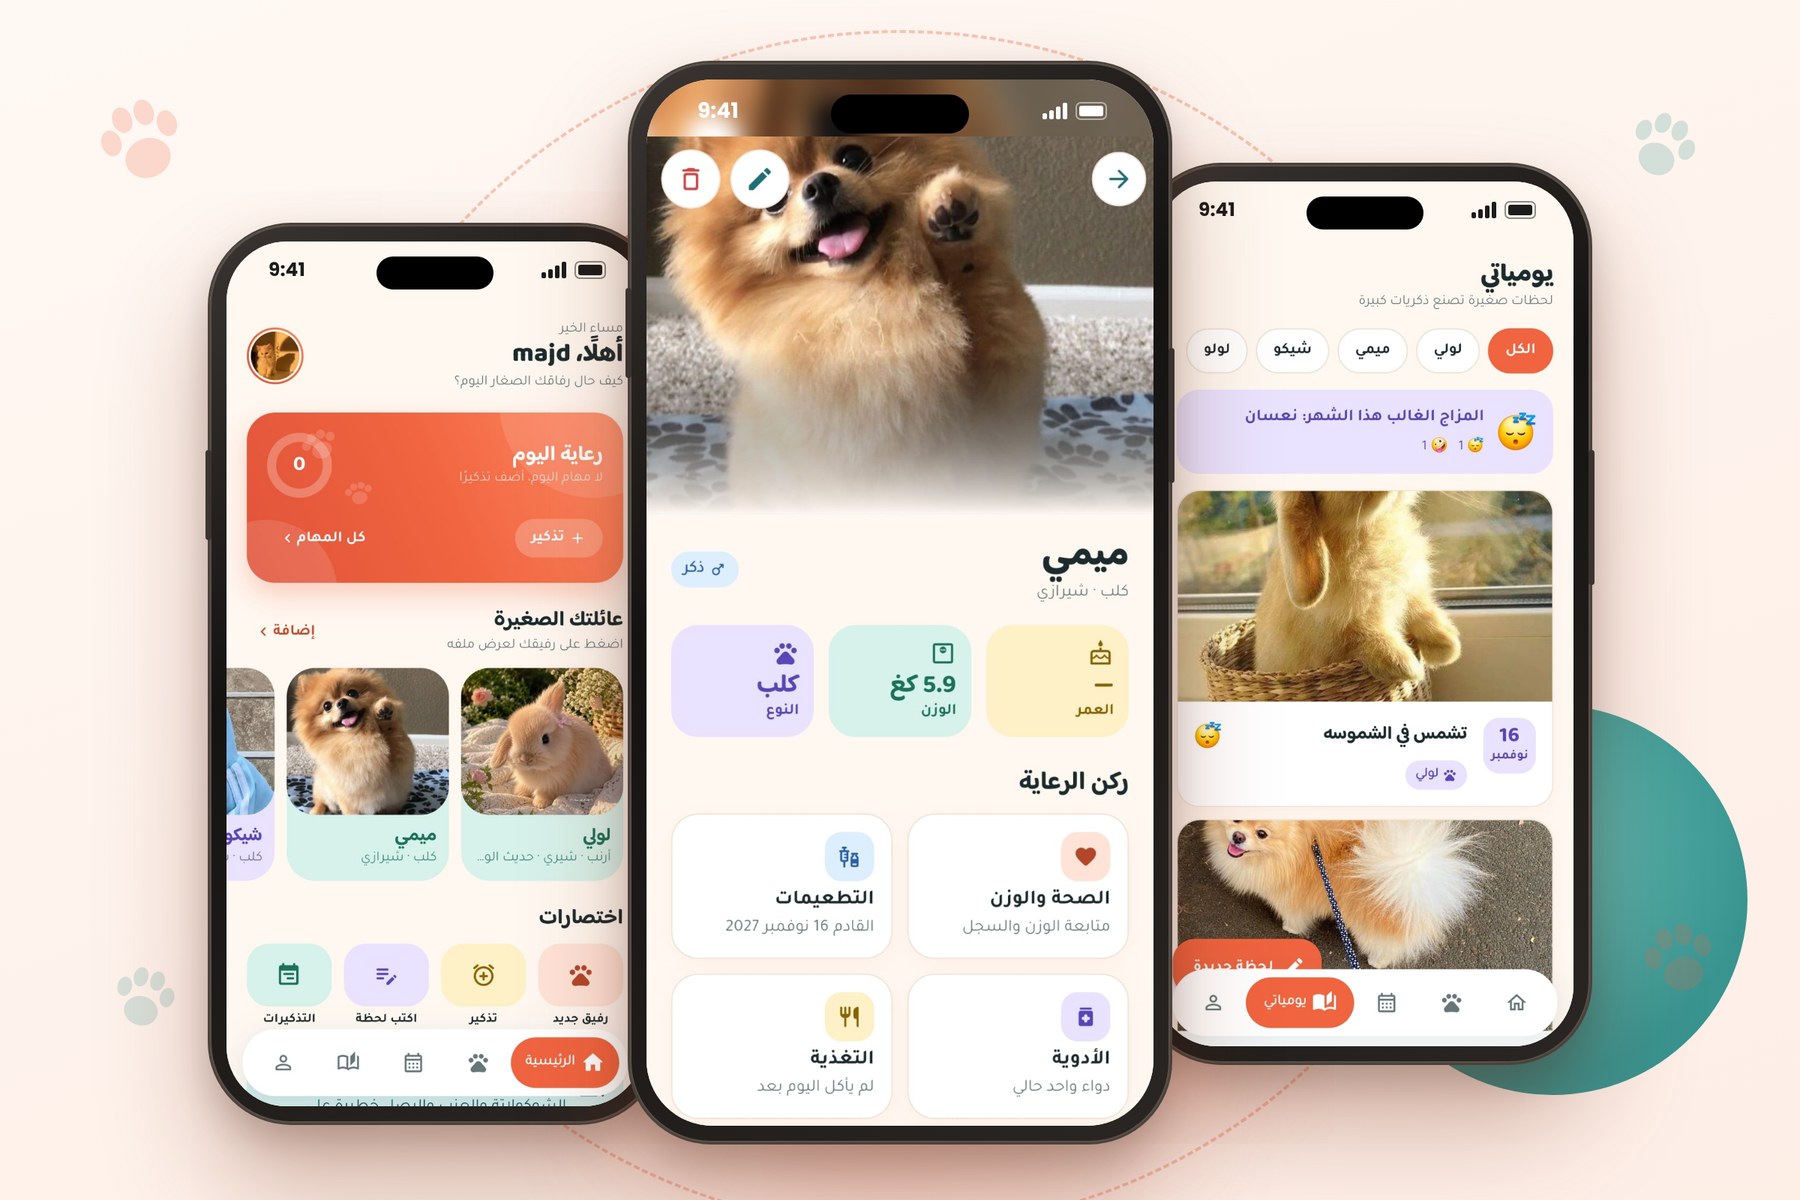 9:41
مساء الخير
أهلًا، majd
كيف حال رفاقك الصغار اليوم؟
رعاية اليوم
لا مهام اليوم. أضف تذكيرًا
0
+ تذكير
كل المهام
عائلتك الصغيرة
إضافة
اضغط على رفيقك لعرض ملفه
لولي
أرنب · شيري · حديث الو...
ميمي
كلب · شيرازي
شيكو
كلب ·
اختصارات
رفيق جديد
تذكير
اكتب لحظة
التذكيرات
الرئيسية
9:41
ميمي
ذكر
كلب · شيرازي
—
العمر
5.9 كغ
الوزن
كلب
النوع
ركن الرعاية
الصحة والوزن
متابعة الوزن والسجل
التطعيمات
القادم 16 نوفمبر 2027
الأدوية
دواء واحد حالي
التغذية
لم يأكل اليوم بعد
9:41
يومياتي
لحظات صغيرة تصنع ذكريات كبيرة
الكل
لولي
ميمي
شيكو
لولو
المزاج الغالب هذا الشهر: نعسان
😴 1 🤪 1
16
نوفمبر
تشمس في الشموسه
لولي
لحظة جديدة
يومياتي